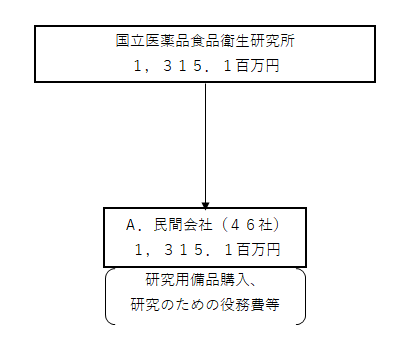 国立医薬品食品衛生研究所
１，３１５．１百万円
Ａ．民間会社（４６社）
１，３１５．１百万円
研究用備品購入、
研究のための役務費等